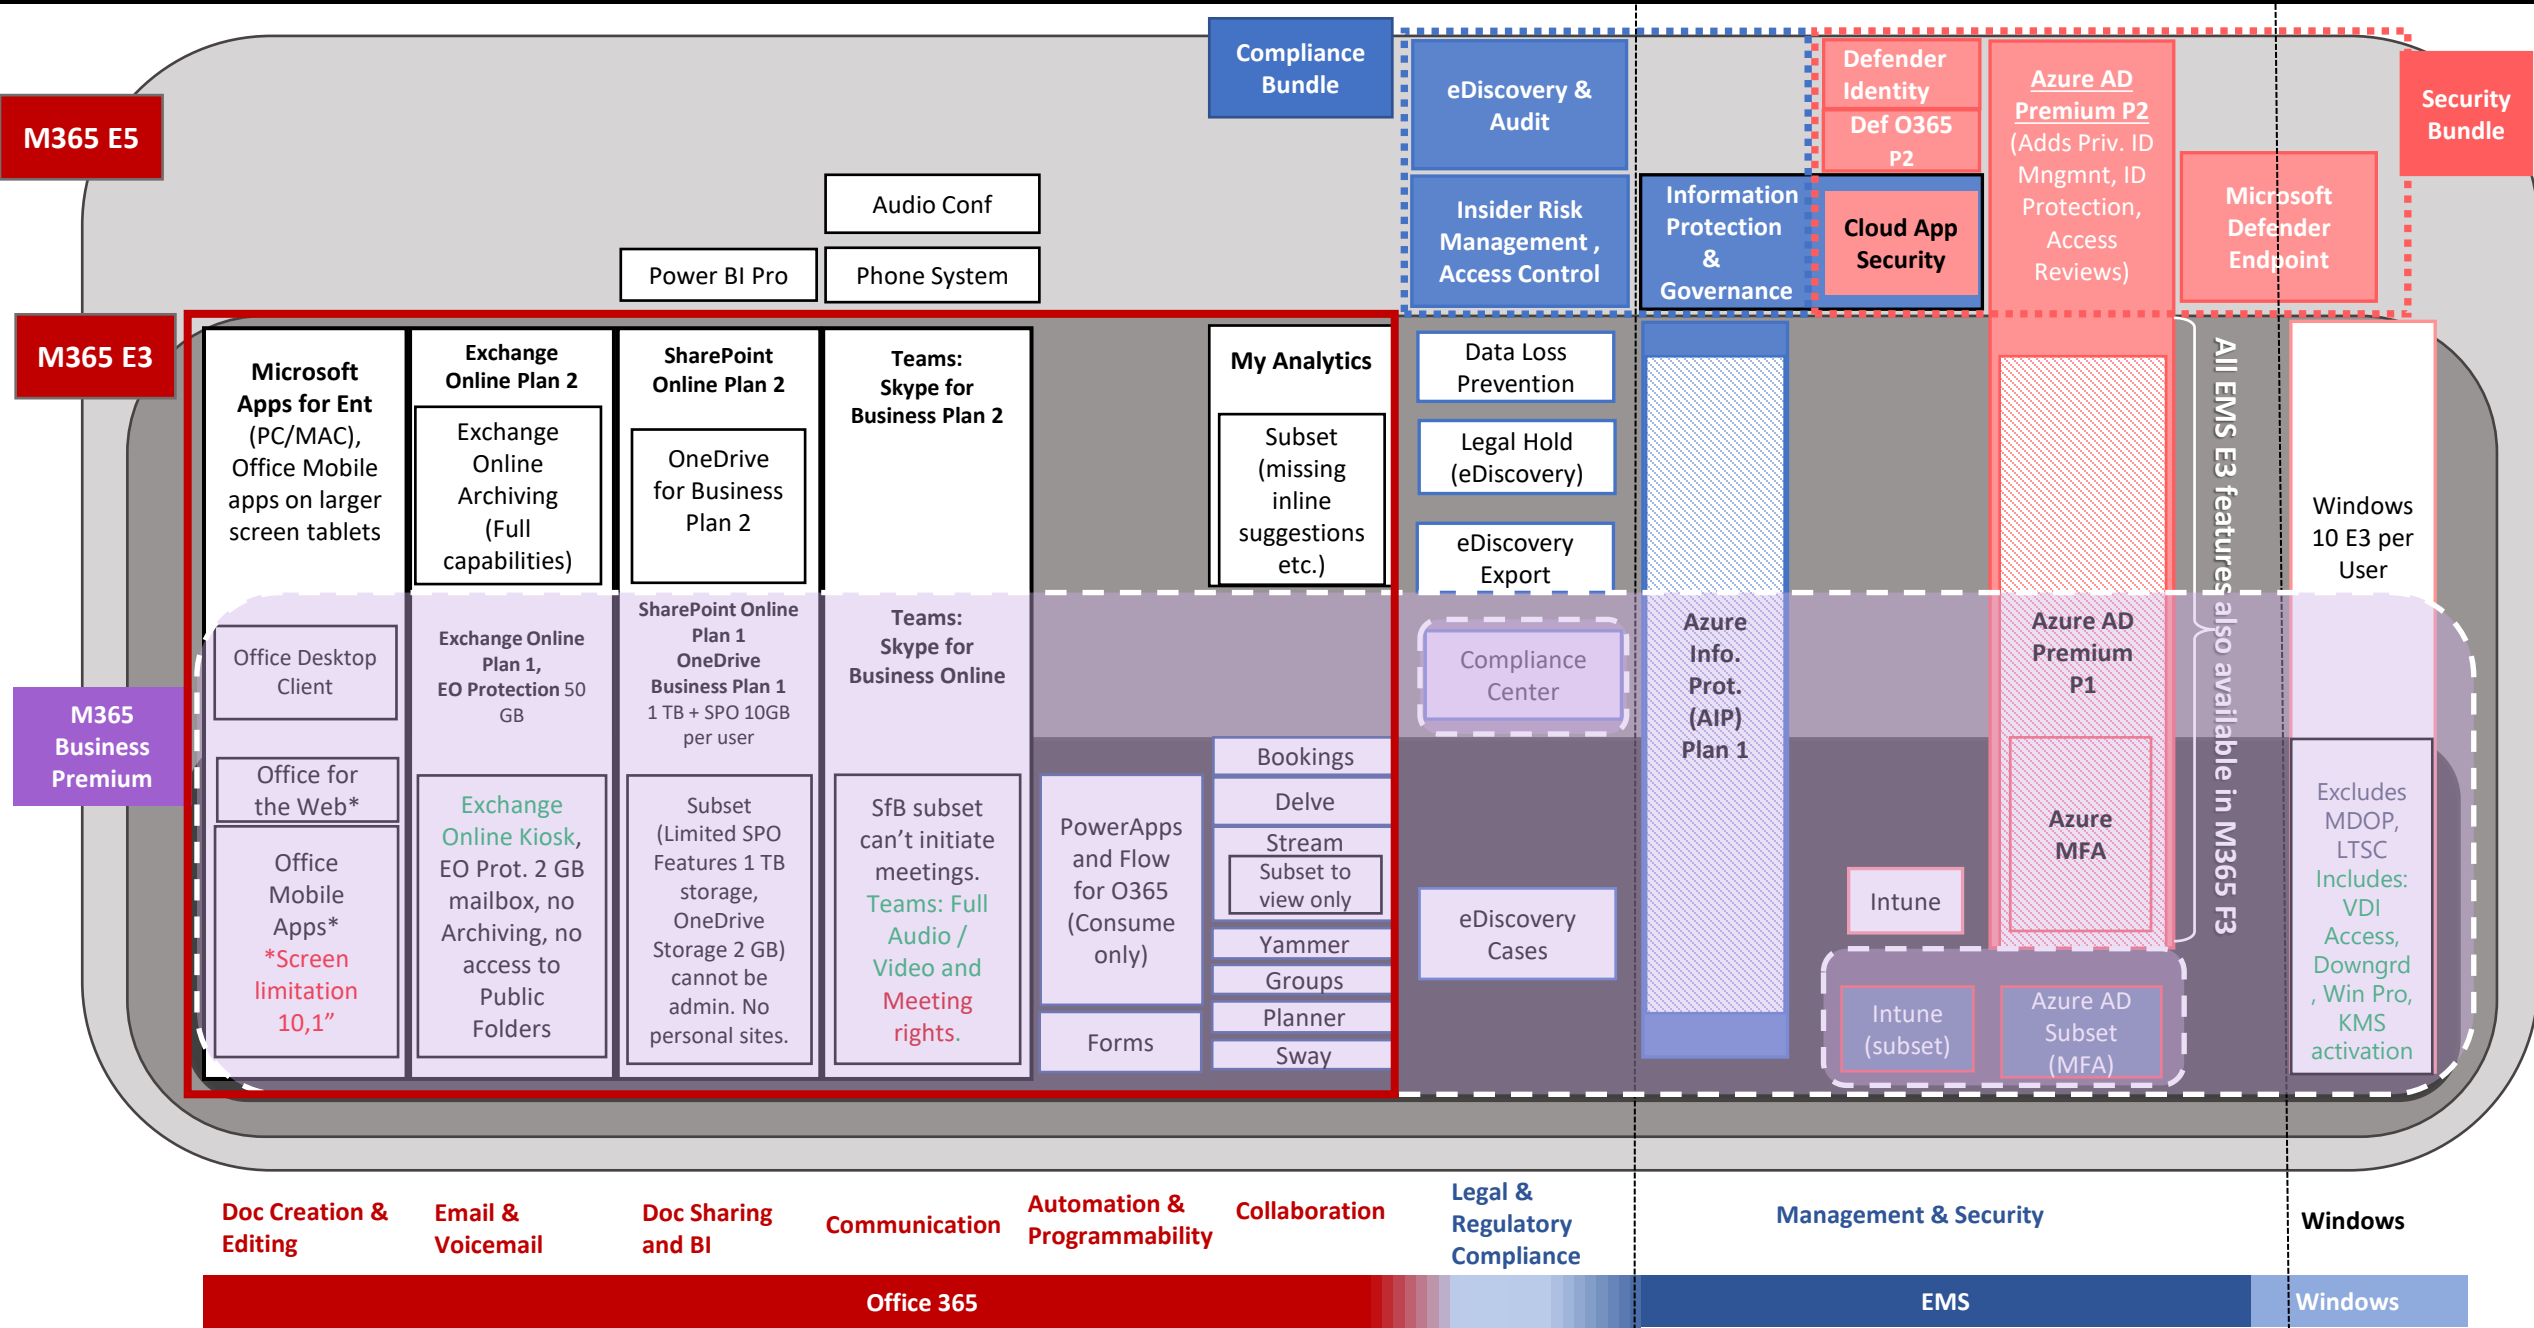 Compliance
Bundle
eDiscovery &
Audit
Defender
Identity
Def O365
P2
Azure AD
Premium P2
(Adds Priv. ID
Mngmnt, ID
Protection,
Access
Reviews)
Security
Bundle
M365 E5
Audio Conf
Power BI Pro
Phone System
Insider Risk
Management ,
Access Control
Information
Protection
&
Governance
Cloud App
Security
Microsoft
Defender
Endpoint
M365 E3
Microsoft
Apps for Ent
(PC/MAC),
Office Mobile
apps on larger
screen tablets
Exchange
Online Plan 2
Exchange
Online
Archiving
(Full
capabilities)
SharePoint
Online Plan 2
OneDrive
for Business
Plan 2
Teams:
Skype for
Business Plan 2
My Analytics
Subset
(missing
inline
suggestions
etc.)
Data Loss
Prevention
Legal Hold
(eDiscovery)
eDiscovery
Export
All EMS E3 features also available in M365 F3
Windows
10 E3 per
User
M365
Business
Premium
Office Desktop
Client
Exchange Online
Plan 1,
EO Protection 50
GB
SharePoint Online
Plan 1
OneDrive
Business Plan 1
1 TB + SPO 10GB
per user
Teams:
Skype for
Business Online
Compliance
Center
Azure
Info.
Prot.
(AIP)
Plan 1
Azure AD
Premium
P1
Office for
the Web*
Office
Mobile
Apps*
*Screen
limitation
10,1”
Exchange
Online Kiosk,
EO Prot. 2 GB
mailbox, no
Archiving, no
access to
Public
Folders
Subset
(Limited SPO
Features 1 TB
storage,
OneDrive
Storage 2 GB)
cannot be
admin. No
personal sites.
SfB subset
can’t initiate
meetings.
Teams: Full
Audio /
Video and
Meeting
rights.
PowerApps
and Flow
for O365
(Consume
only)
Forms
Bookings
Delve
Stream
Subset to
view only
Yammer
Groups
Planner
Sway
eDiscovery
Cases
Intune
Azure
MFA
Intune
(subset)
Azure AD
Subset
(MFA)
Excludes
MDOP,
LTSC
Includes:
VDI
Access,
Downgrd
, Win Pro,
KMS
activation
Doc Creation &
Editing
Email &
Voicemail
Doc Sharing
and BI
Communication
Automation &
Programmability
Collaboration
Legal &
Regulatory
Compliance
Management & Security
Windows
Office 365
EMS
Windows